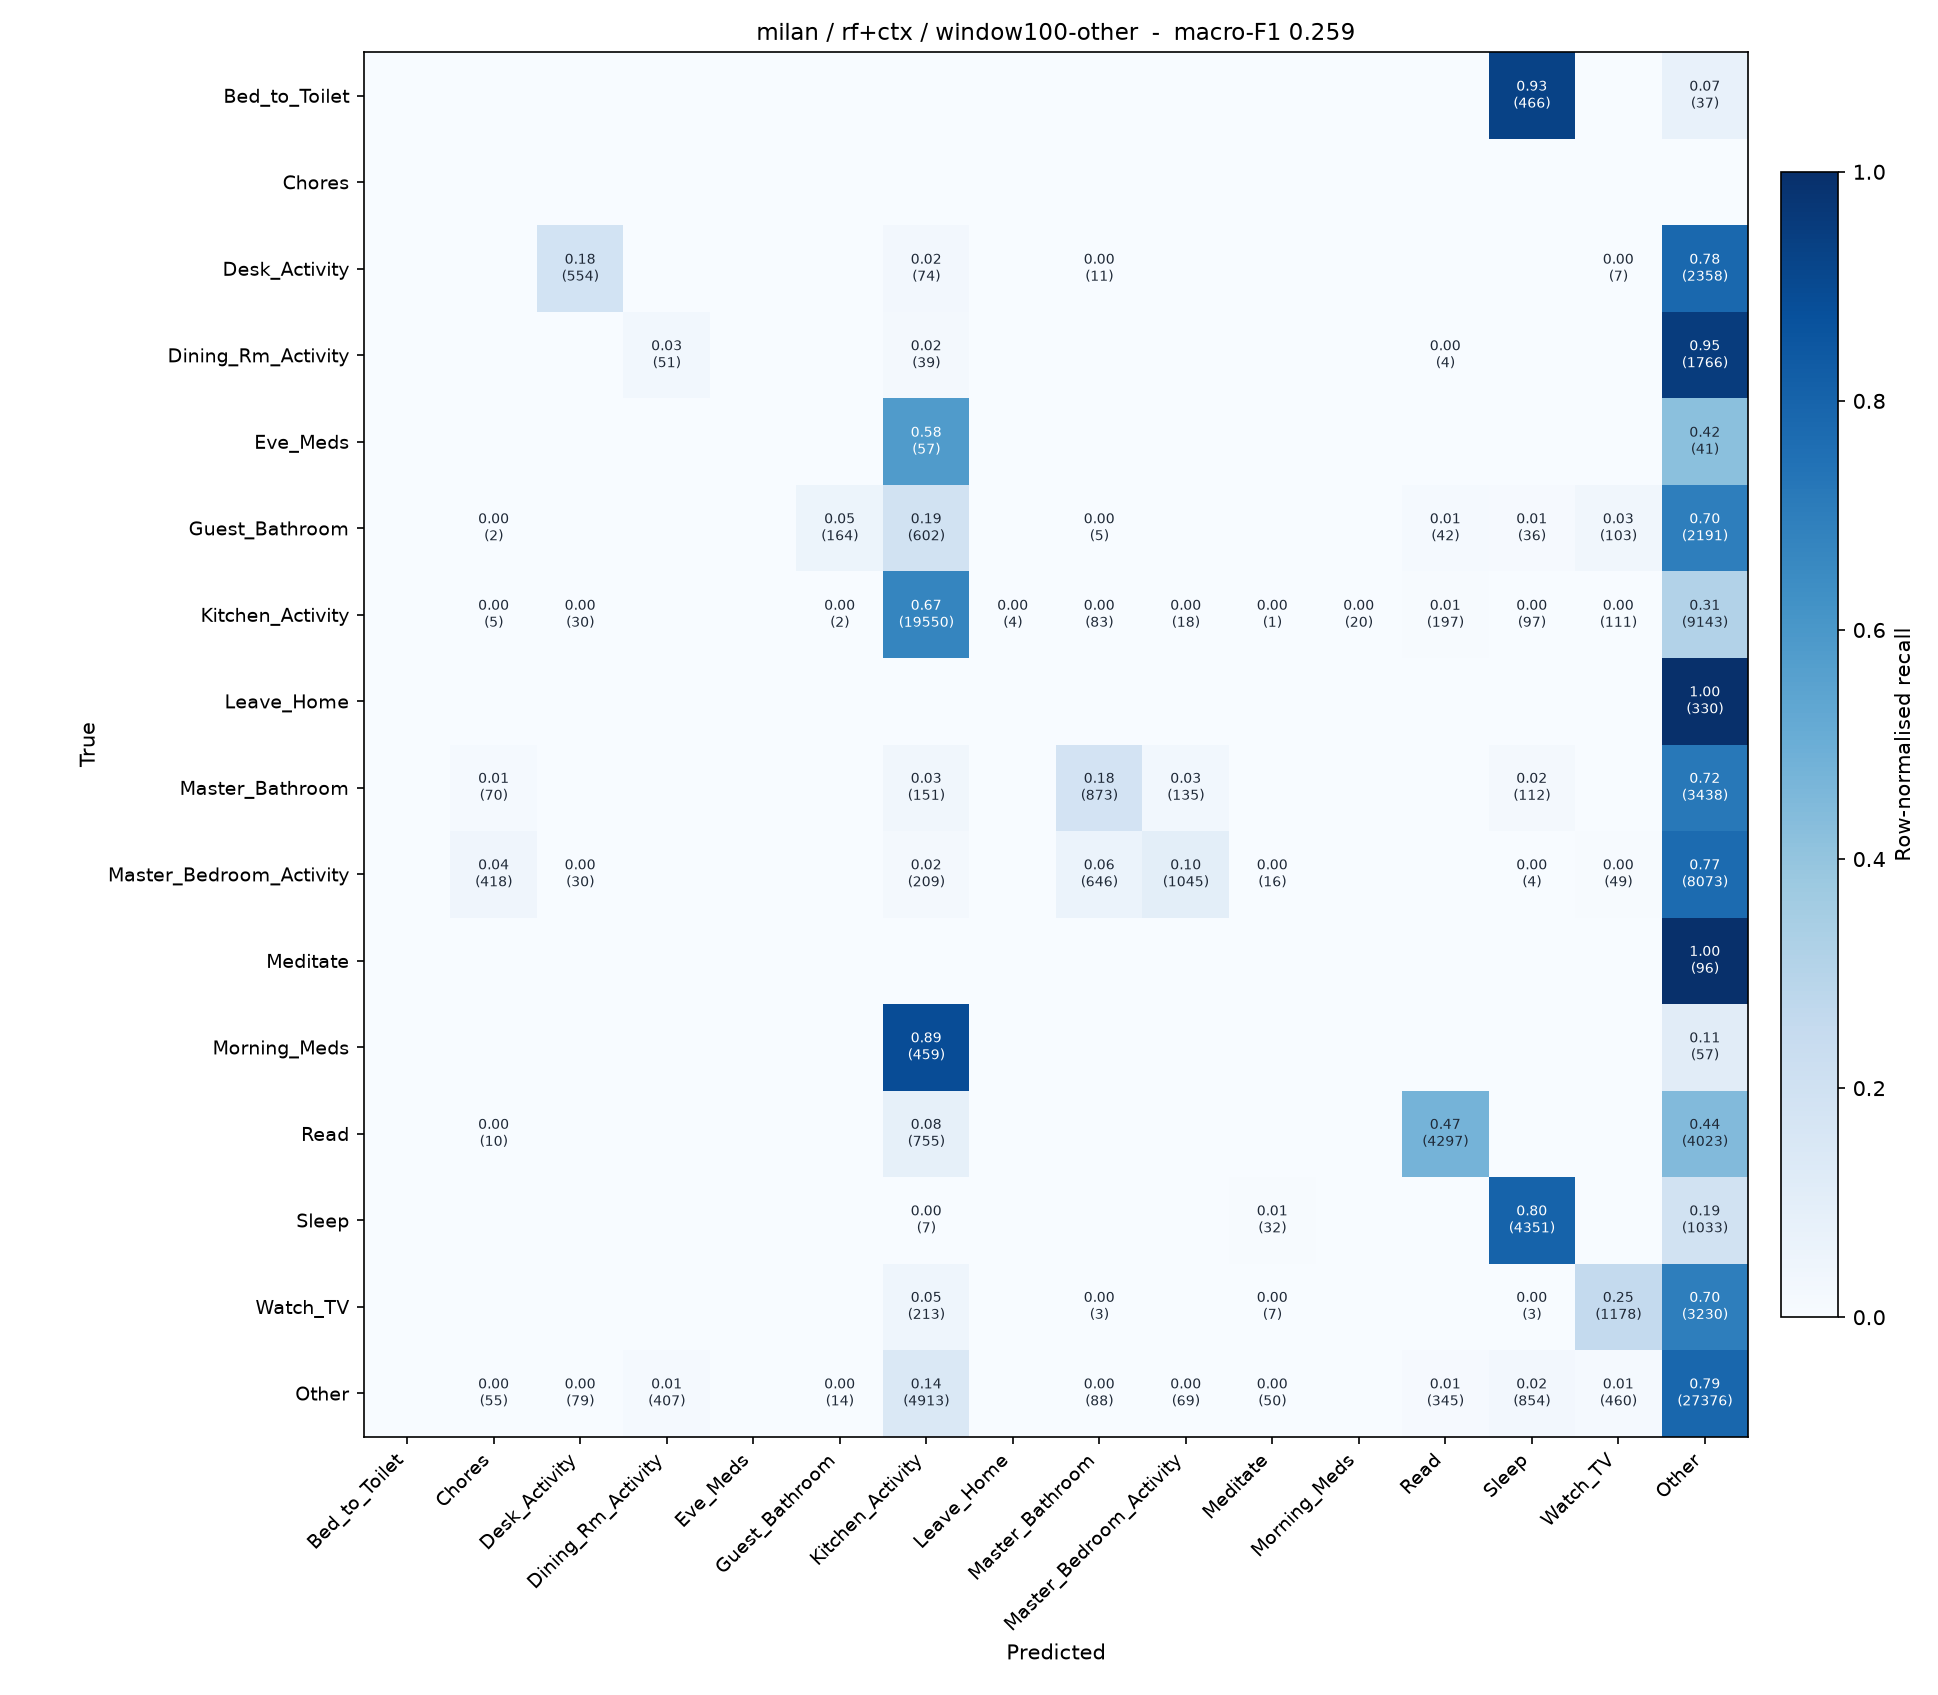 milan / rf+ctx / window100-other  -  macro-F1 0.259
Bed_to_Toilet 0.93 0.07
(466) (37)
Chores
Desk_Activity 0.18 0.02 0.00 0.00 0.78
(554) (74) (11) (7) (2358)
Dining_Rm_Activity 0.03 0.02 0.00 0.95
(51) (39) (4) (1766)
Eve_Meds 0.58 0.42
(57) (41)
Guest_Bathroom 0.00 0.05 0.19 0.00 0.01 0.01 0.03 0.70
(2) (164) (602) (5) (42) (36) (103) (2191)
Kitchen_Activity 0.00 0.00 0.00 0.67 0.00 0.00 0.00 0.00 0.00 0.01 0.00 0.00 0.31
(5) (30) (2) (19550) (4) (83) (18) (1) (20) (197) (97) (111) (9143)
Leave_Home 1.00
(330)
Master_Bathroom 0.01 0.03 0.18 0.03 0.02 0.72
(70) (151) (873) (135) (112) (3438)
Master_Bedroom_Activity 0.04 0.00 0.02 0.06 0.10 0.00 0.00 0.00 0.77
(418) (30) (209) (646) (1045) (16) (4) (49) (8073)
Meditate 1.00
(96)
Morning_Meds 0.89 0.11
(459) (57)
Read 0.00 0.08 0.47 0.44
(10) (755) (4297) (4023)
Sleep 0.00 0.01 0.80 0.19
(7) (32) (4351) (1033)
Watch_TV 0.05 0.00 0.00 0.00 0.25 0.70
(213) (3) (7) (3) (1178) (3230)
Other 0.00 0.00 0.01 0.00 0.14 0.00 0.00 0.00 0.01 0.02 0.01 0.79
(55) (79) (407) (14) (4913) (88) (69) (50) (345) (854) (460) (27376)
True
Bed_to_Toilet
Chores
Desk_Activity
Dining_Rm_Activity
Eve_Meds
Guest_Bathroom
Kitchen_Activity
Leave_Home
Master_Bathroom
Master_Bedroom_Activity
Meditate
Morning_Meds
Read
Sleep
Watch_TV
Other
Predicted
1.0
0.8
0.6
0.4
0.2
0.0
Row-normalised recall